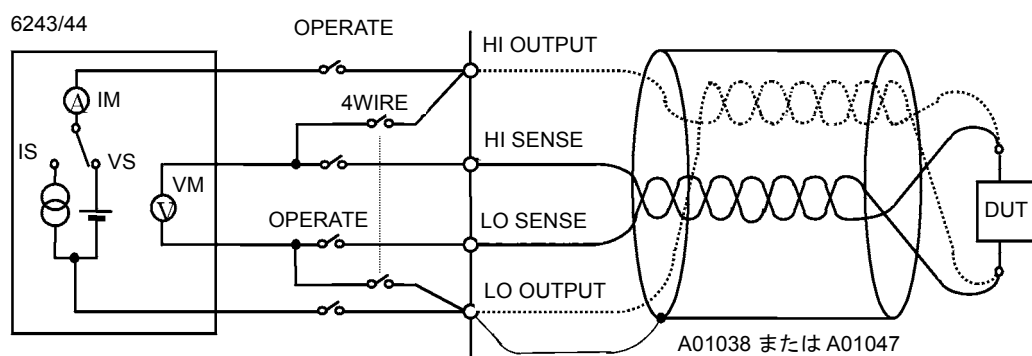 6243/44
OPERATE
HI OUTPUT
A
IM
4WIRE
HI SENSE
IS
VS
VM
V
OPERATE
LO SENSE
DUT
LO OUTPUT
A01038 または A01047